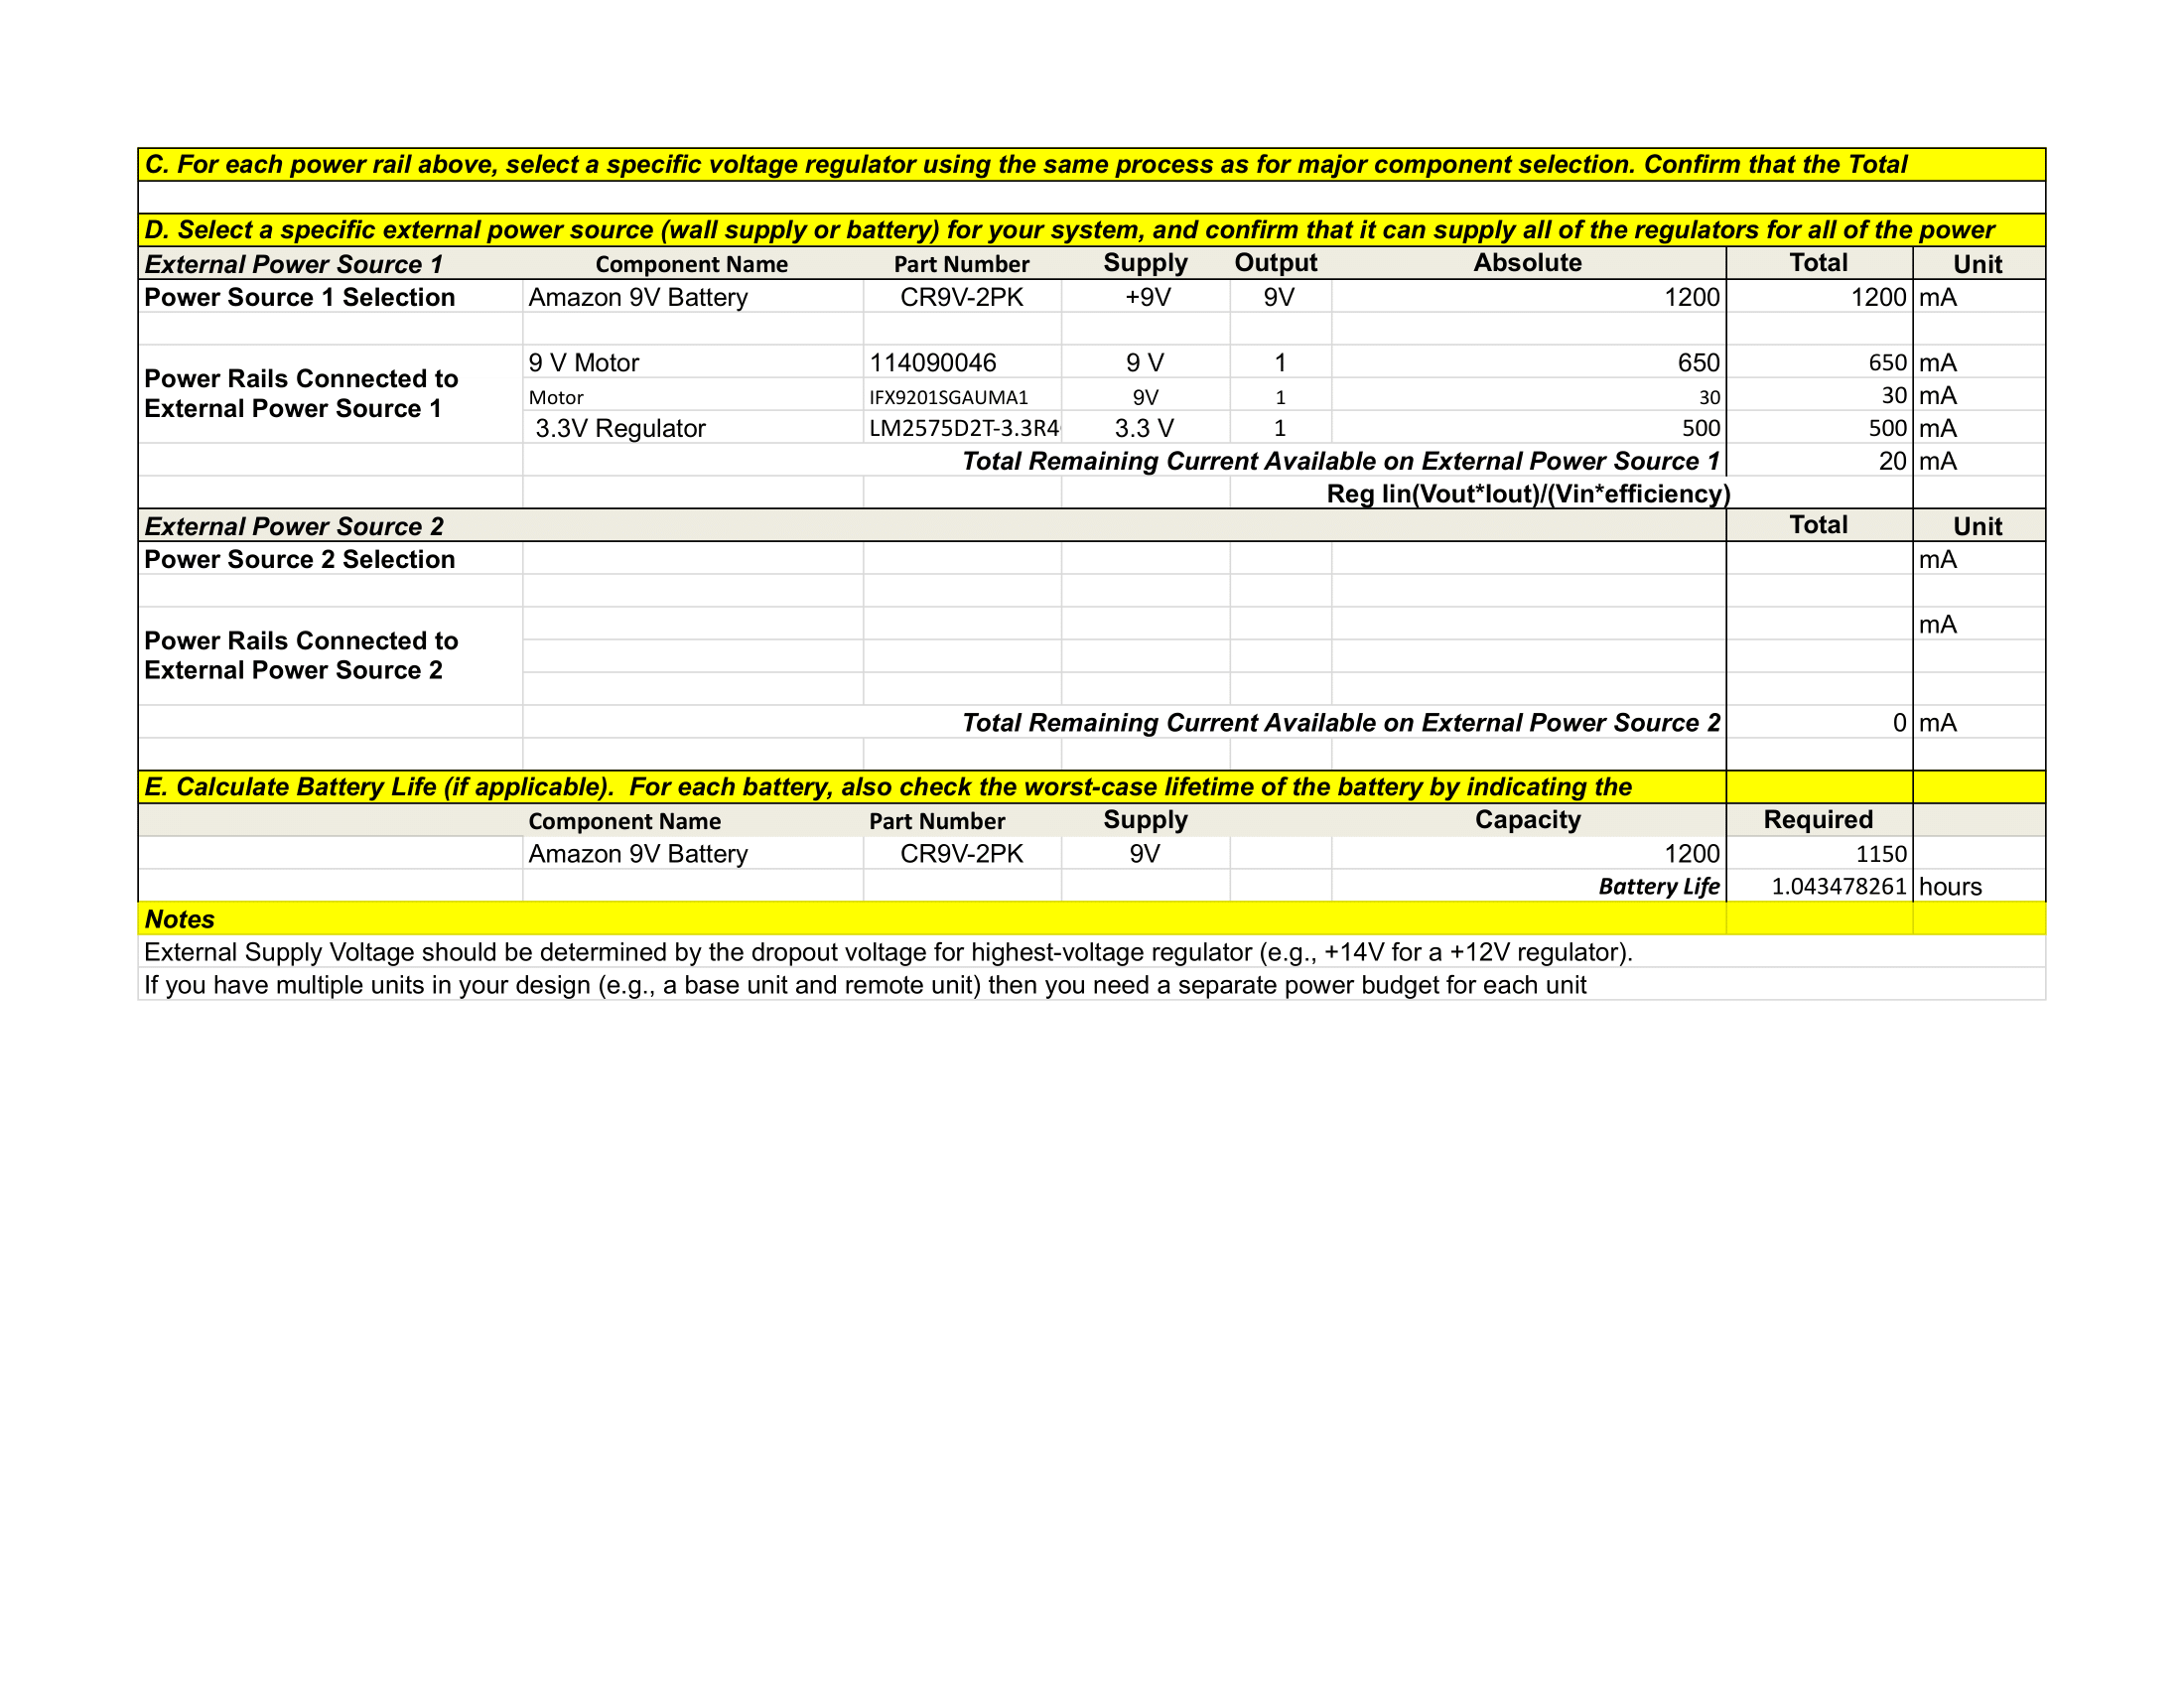 C. For each power rail above, select a specific voltage regulator using the same process as for major component selection. Confirm that the Total
D. Select a specific external power source (wall supply or battery) for your system, and confirm that it can supply all of the regulators for all of the power
External Power Source 1 Component Name Part Number Supply Output Absolute Total Unit
Power Source 1 Selection Amazon 9V Battery CR9V-2PK +9V 9V 1200 1200 mA
Power Rails Connected to External Power Source 1
9 V Motor 114090046 9 V 1 650 650 mA
Motor IFX9201SGAUMA1 9V 1 30 30 mA
3.3V Regulator LM2575D2T-3.3R4 3.3 V 1 500 500 mA
Total Remaining Current Available on External Power Source 1 20 mA
Reg Iin(Vout*Iout)/(Vin*efficiency)
External Power Source 2 Total Unit
Power Source 2 Selection mA
Power Rails Connected to External Power Source 2
mA
Total Remaining Current Available on External Power Source 2 0 mA
E. Calculate Battery Life (if applicable).  For each battery, also check the worst-case lifetime of the battery by indicating the
Component Name Part Number Supply Capacity Required
Amazon 9V Battery CR9V-2PK 9V 1200 1150
Battery Life 1.043478261 hours
Notes
External Supply Voltage should be determined by the dropout voltage for highest-voltage regulator (e.g., +14V for a +12V regulator).
If you have multiple units in your design (e.g., a base unit and remote unit) then you need a separate power budget for each unit